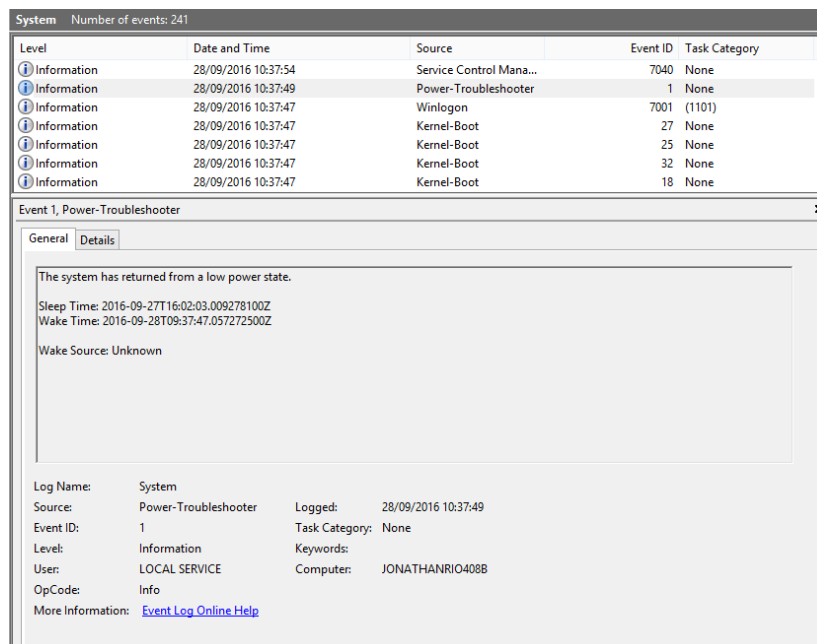 System Number of events: 241
Level Date and Time Source Event ID Task Category
Information 28/09/2016 10:37:54 Service Control Mana... 7040 None
Information 28/09/2016 10:37:49 Power-Troubleshooter 1 None
Information 28/09/2016 10:37:47 Winlogon 7001 (1101)
Information 28/09/2016 10:37:47 Kernel-Boot 27 None
Information 28/09/2016 10:37:47 Kernel-Boot 25 None
Information 28/09/2016 10:37:47 Kernel-Boot 32 None
Information 28/09/2016 10:37:47 Kernel-Boot 18 None
Event 1, Power-Troubleshooter
General Details
The system has returned from a low power state.
Sleep Time: 2016-09-27T16:02:03.009278100Z
Wake Time: 2016-09-28T09:37:47.057272500Z
Wake Source: Unknown
Log Name: System
Source: Power-Troubleshooter Logged: 28/09/2016 10:37:49
Event ID: 1 Task Category: None
Level: Information Keywords:
User: LOCAL SERVICE Computer: JONATHANRIO408B
OpCode: Info
More Information: Event Log Online Help